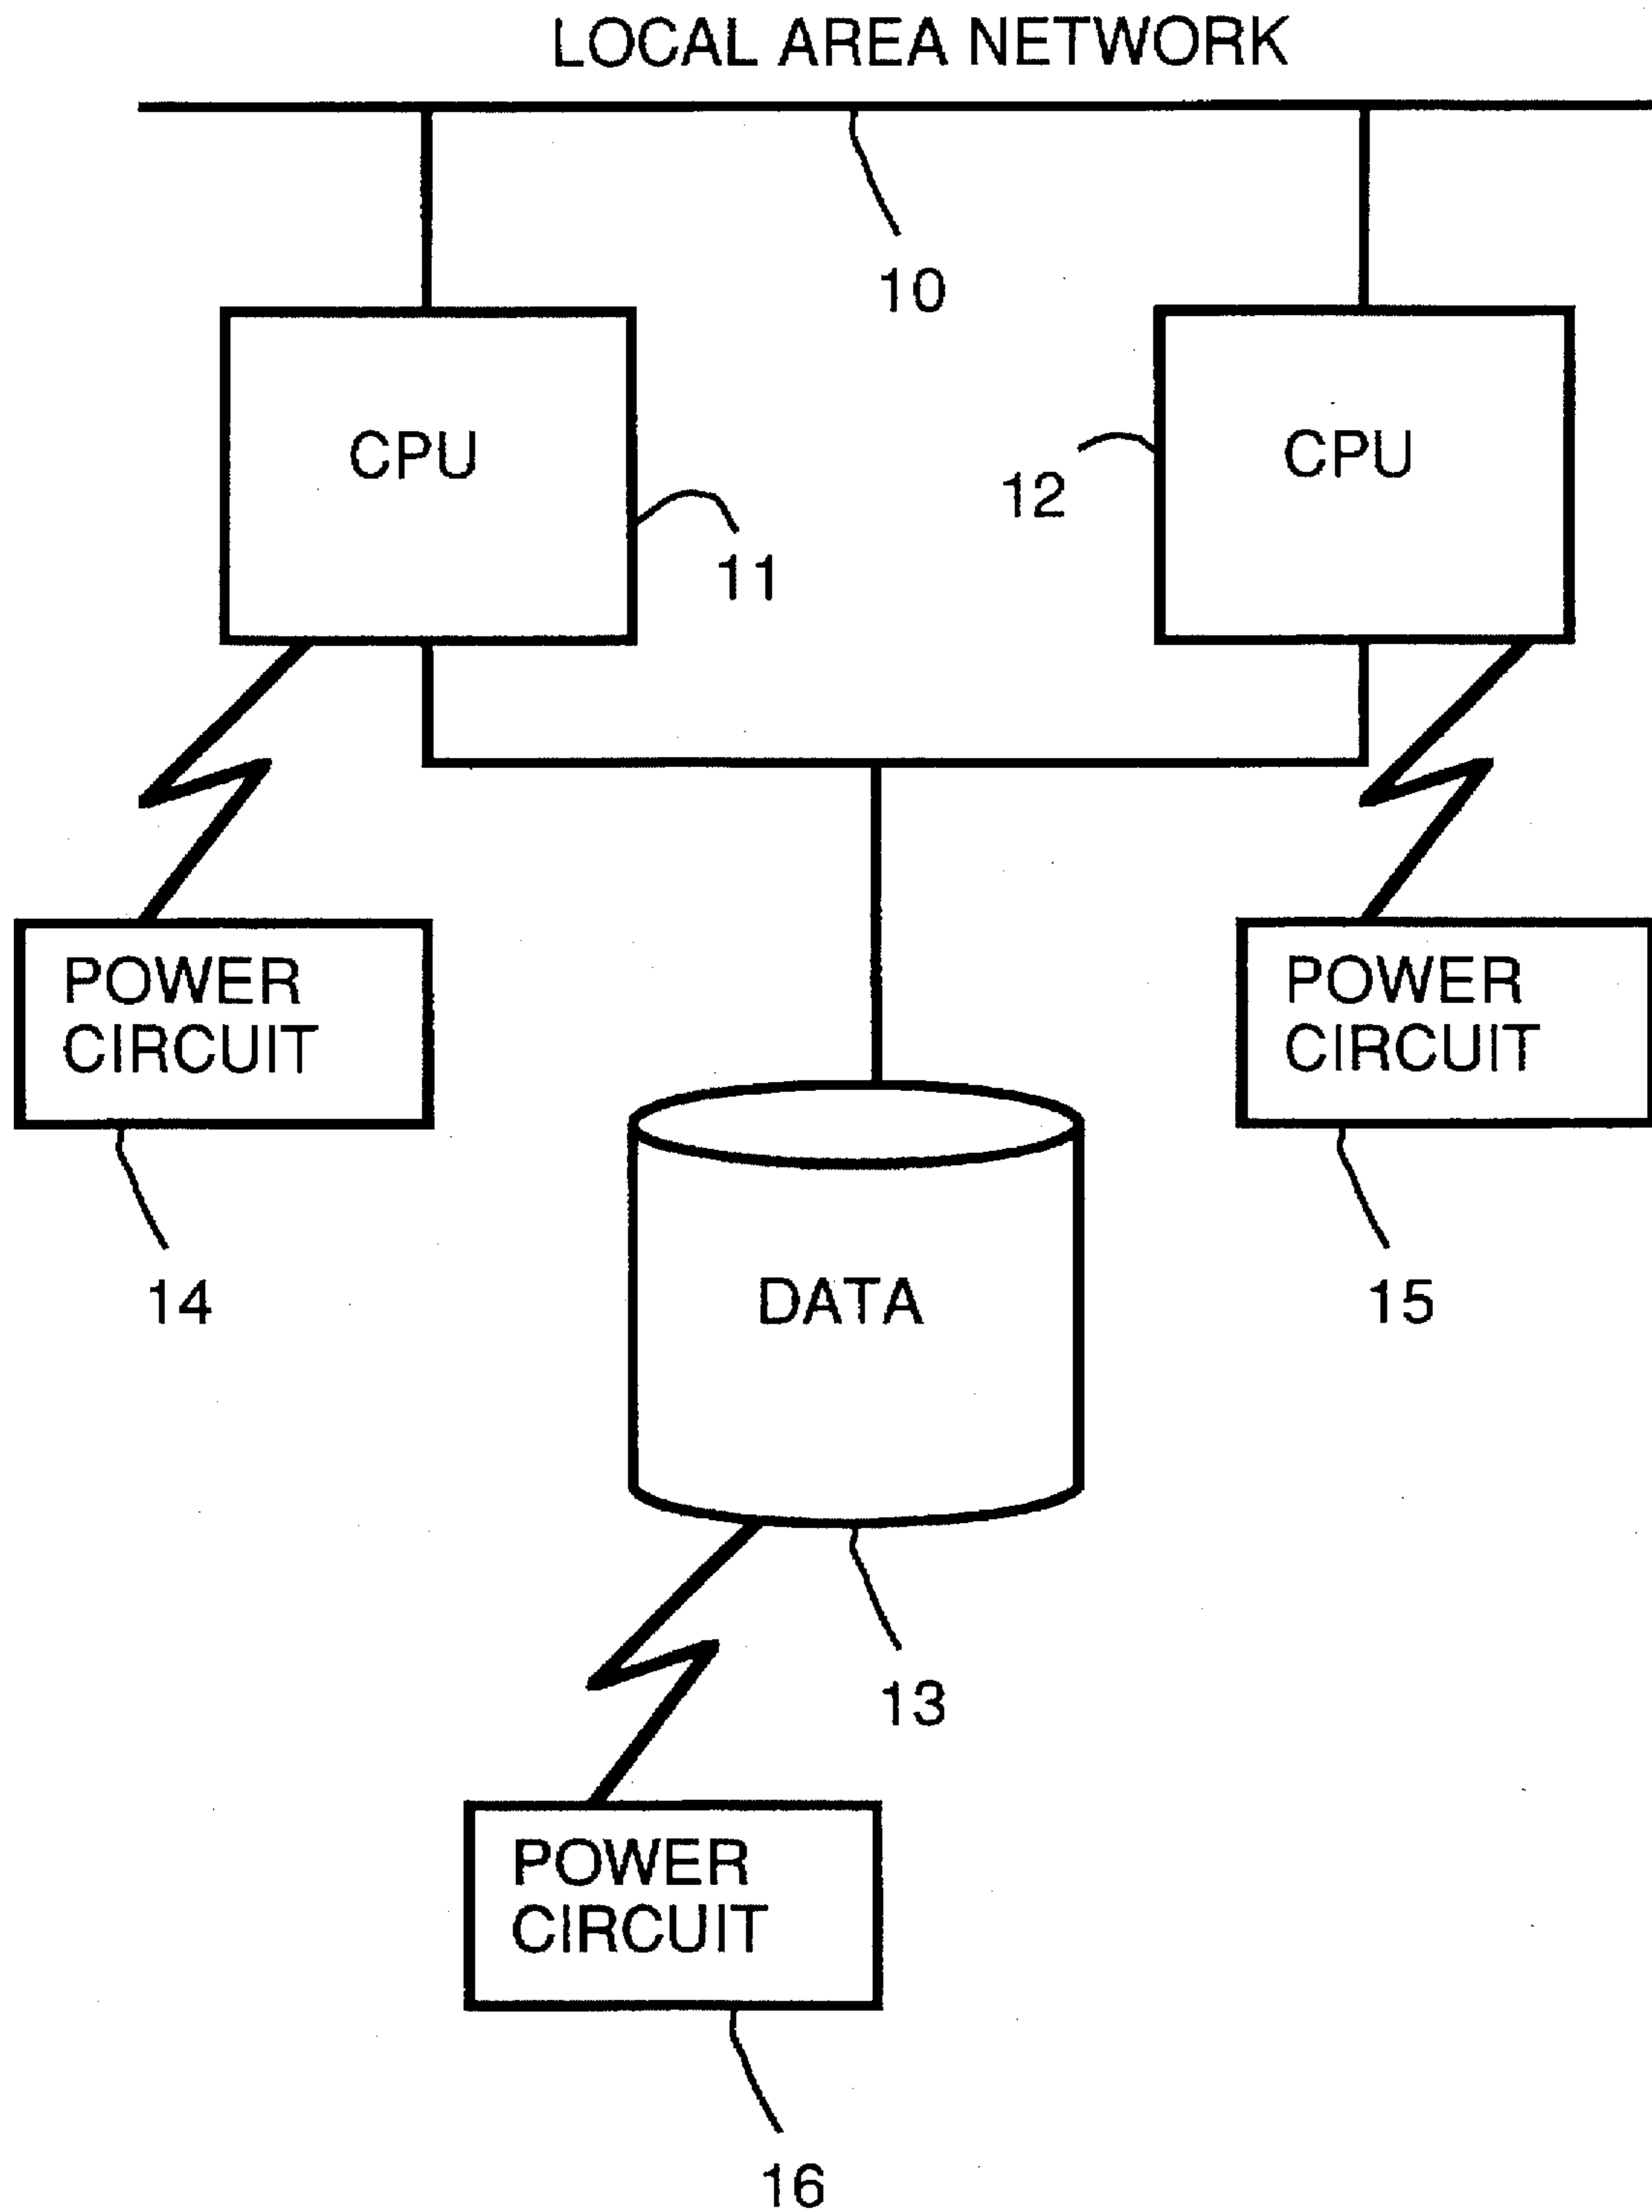 LOCAL AREA NETWORK
10
CPU
CPU
12
11
POWER
CIRCUIT
POWER
CIRCUIT
14
DATA
15
13
POWER
CIRCUIT
16